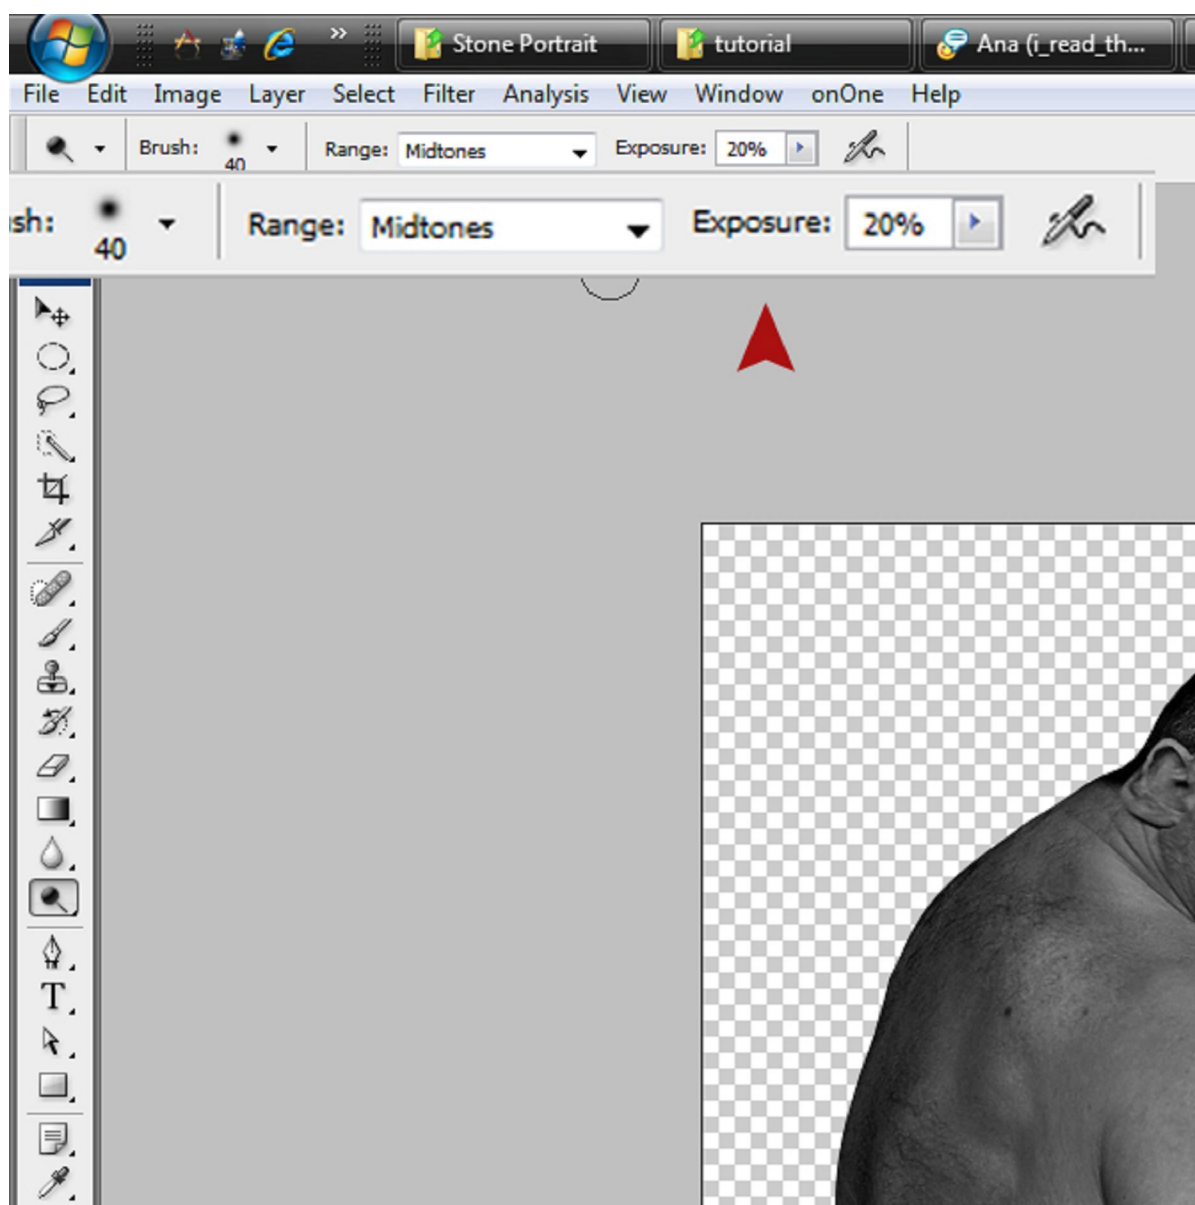 » Stone Portrait tutorial Ana (i_read_th...
File Edit Image Layer Select Filter Analysis View Window onOne Help
Brush: 40 Range: Midtones Exposure: 20%
sh: 40 Range: Midtones Exposure: 20%
T